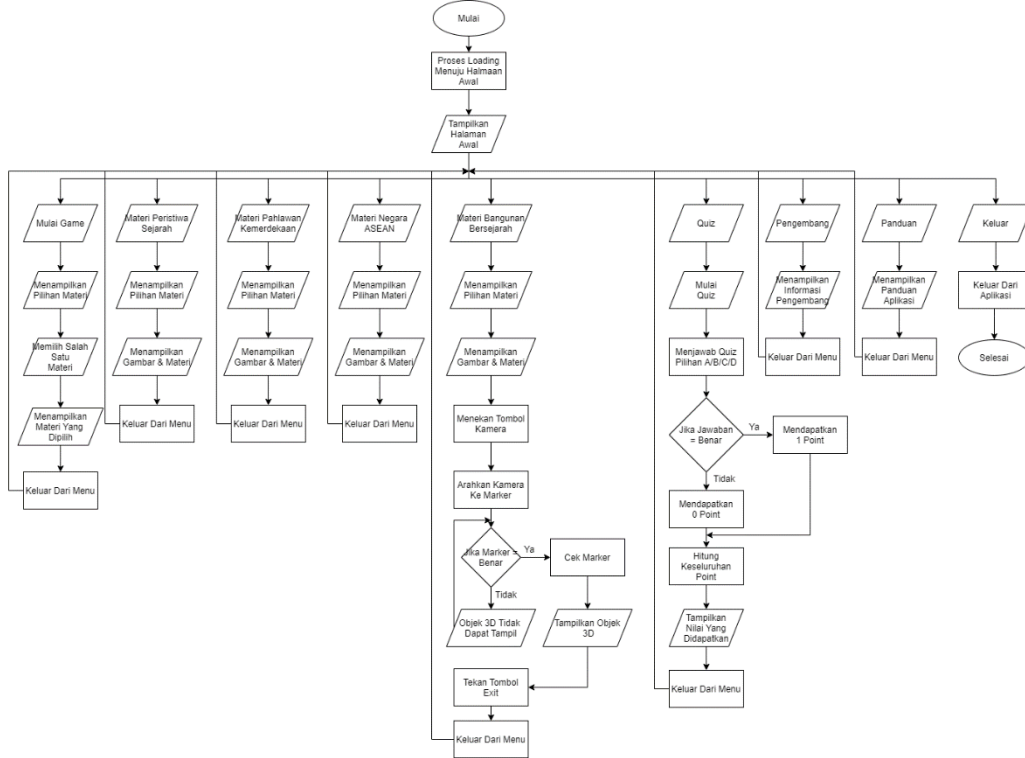 Mulai
Proses Loading
Menuju Halmaan
Awal
Tampilkan
Halaman
Awal
Mulai Game
Materi Peristiwa
Sejarah
Materi Pahlawan
Kemerdekaan
Materi Negara
ASEAN
Materi Bangunan
Bersejarah
Quiz
Pengembang
Panduan
Keluar
Menampilkan
Pilihan Materi
Menampilkan
Pilihan Materi
Menampilkan
Pilihan Materi
Menampilkan
Pilihan Materi
Menampilkan
Pilihan Materi
Mulai
Quiz
Menampilkan
Informasi
Pengembang
Menampilkan
Panduan
Aplikasi
Keluar Dari
Aplikasi
Memilih Salah
Satu
Materi
Menampilkan
Gambar & Materi
Menampilkan
Gambar & Materi
Menampilkan
Gambar & Materi
Menampilkan
Gambar & Materi
Menjawab Quiz
Pilihan A/B/C/D
Keluar Dari Menu
Keluar Dari Menu
Selesai
Menampilkan
Materi Yang
Dipilih
Keluar Dari Menu
Keluar Dari Menu
Keluar Dari Menu
Menekan Tombol
Kamera
Jika Jawaban
= Benar
Ya
Mendapatkan
1 Point
Tidak
Keluar Dari Menu
Arahkan Kamera
Ke Marker
Mendapatkan
0 Point
Jika Marker =
Benar
Ya
Cek Marker
Hitung
Keseluruhan
Point
Tidak
Objek 3D Tidak
Dapat Tampil
Tampilkan Objek
3D
Tampilkan
Nilai Yang
Didapatkan
Tekan Tombol
Exit
Keluar Dari Menu
Keluar Dari Menu